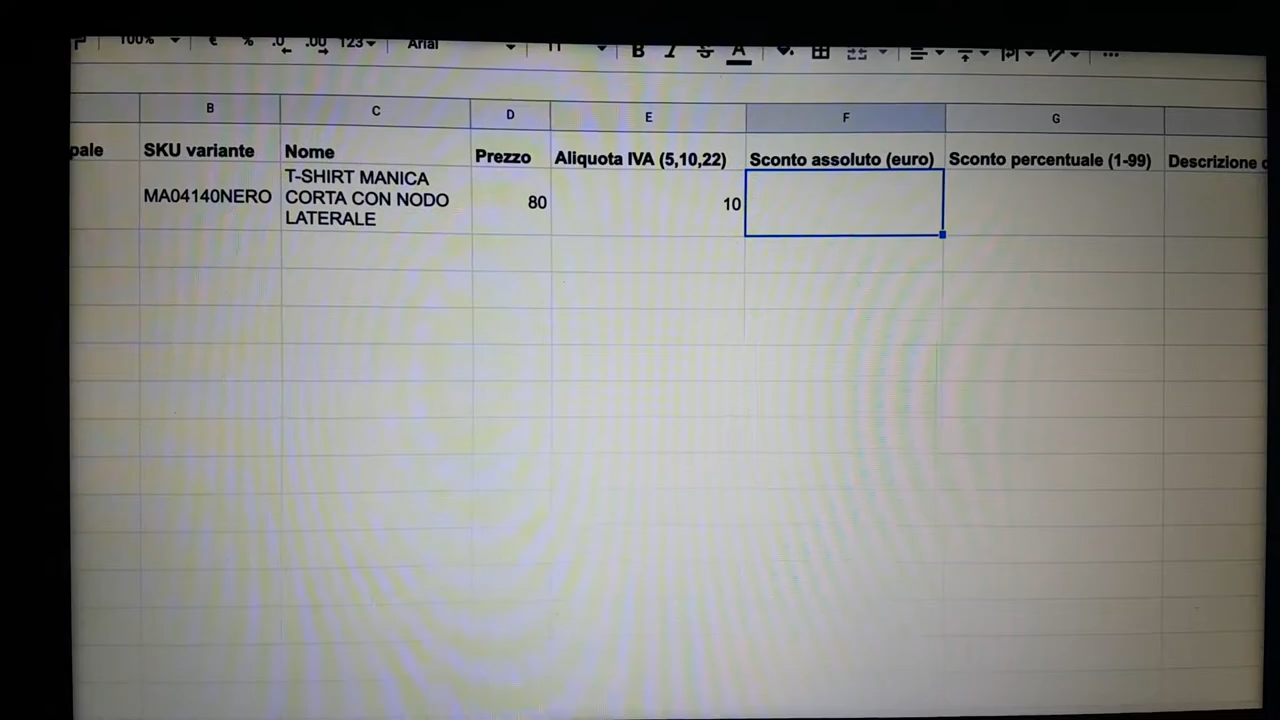 100% € % .0 .00 123 Arial 11 B I S A ...
B C D E F G
pale SKU variante Nome Prezzo Aliquota IVA (5,10,22) Sconto assoluto (euro) Sconto percentuale (1-99) Descrizione
MA04140NERO T-SHIRT MANICA
CORTA CON NODO
LATERALE
80 10